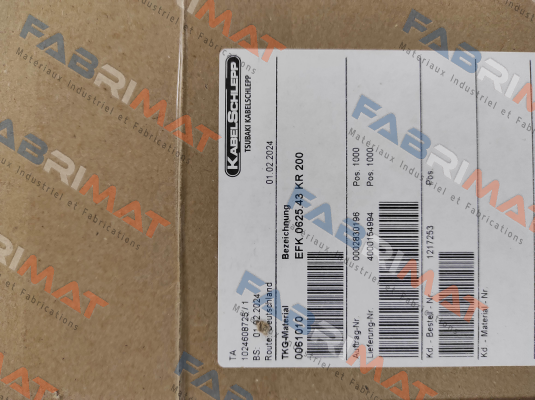 KABELSCHLEPP
TSUBAKI KABELSCHLEPP
TA
1024608725 / 1
BS 01.02.2024
Route: Deutschland 01.02.2024
TKG-Material Bezeichnung
0061010 EFK 0625.43 KR 200
Auftrag-Nr 0002830196 Pos. 1000
Lieferung-Nr. 4000154994 Pos. 1000
Kd - Bestell - Nr 1217253 Pos.
Kd - Material - Nr.
FABRIMAT
Materiaux Industriel et Fabrications